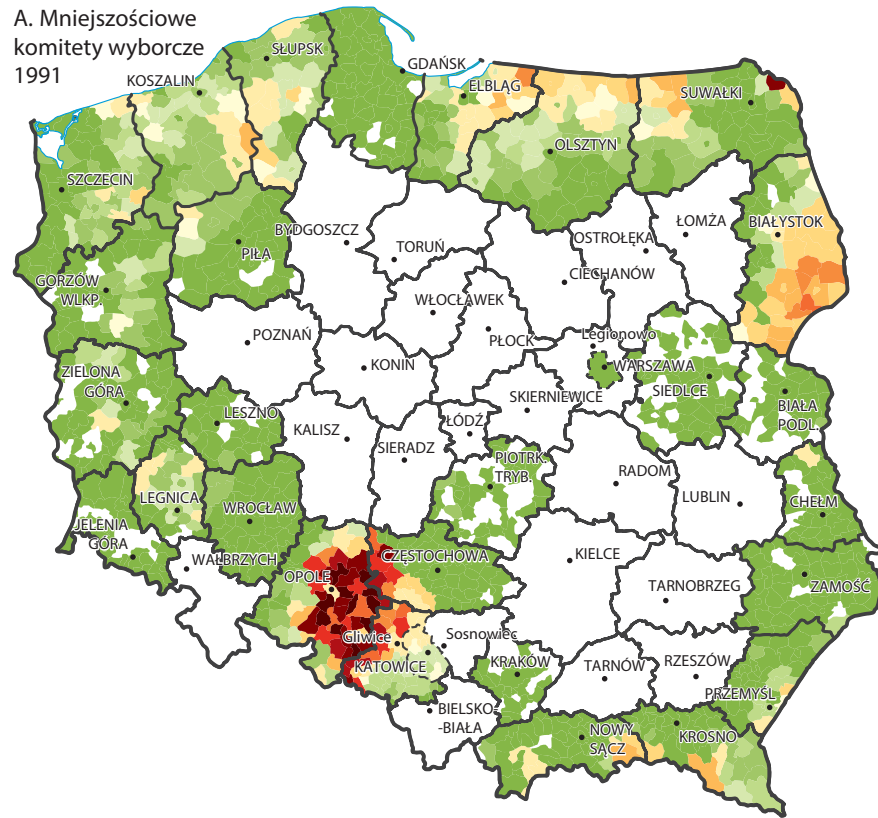 A. Mniejszościowe
komitety wyborcze
1991
SŁUPSK
GDAŃSK
KOSZALIN
ELBLĄG
SUWAŁKI
OLSZTYN
SZCZECIN
BYDGOSZCZ
TORUŃ
OSTROŁĘKA
ŁOMŻA
BIAŁYSTOK
PIŁA
CIECHANÓW
GORZÓW
WLKP.
WŁOCŁAWEK
POZNAŃ
PŁOCK
Legionowo
KONIN
WARSZAWA
ZIELONA
GÓRA
SKIERNIEWICE
SIEDLCE
BIAŁA
PODL.
LESZNO
KALISZ
ŁÓDŹ
SIERADZ
PIOTRK.
TRYB.
RADOM
LUBLIN
LEGNICA
WROCŁAW
CHEŁM
JELENIA
GÓRA
WAŁBRZYCH
CZĘSTOCHOWA
KIELCE
OPOLE
TARNOBRZEG
ZAMOŚĆ
Gliwice
Sosnowiec
KATOWICE
KRAKÓW
TARNÓW
RZESZÓW
PRZEMYŚL
BIELSKO-
-BIAŁA
NOWY
SĄCZ
KROSNO